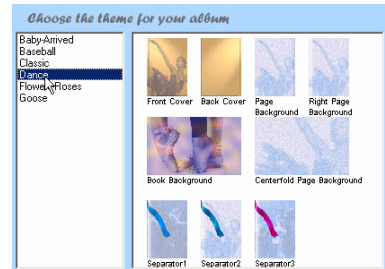 Choose the theme for your album
Baby-Arrived
Baseball
Classic
Dance
Flower-Roses
Goose
Front Cover Back Cover Page Background Right Page Background
Book Background Centerfold Page Background
Separator1 Separator2 Separator3